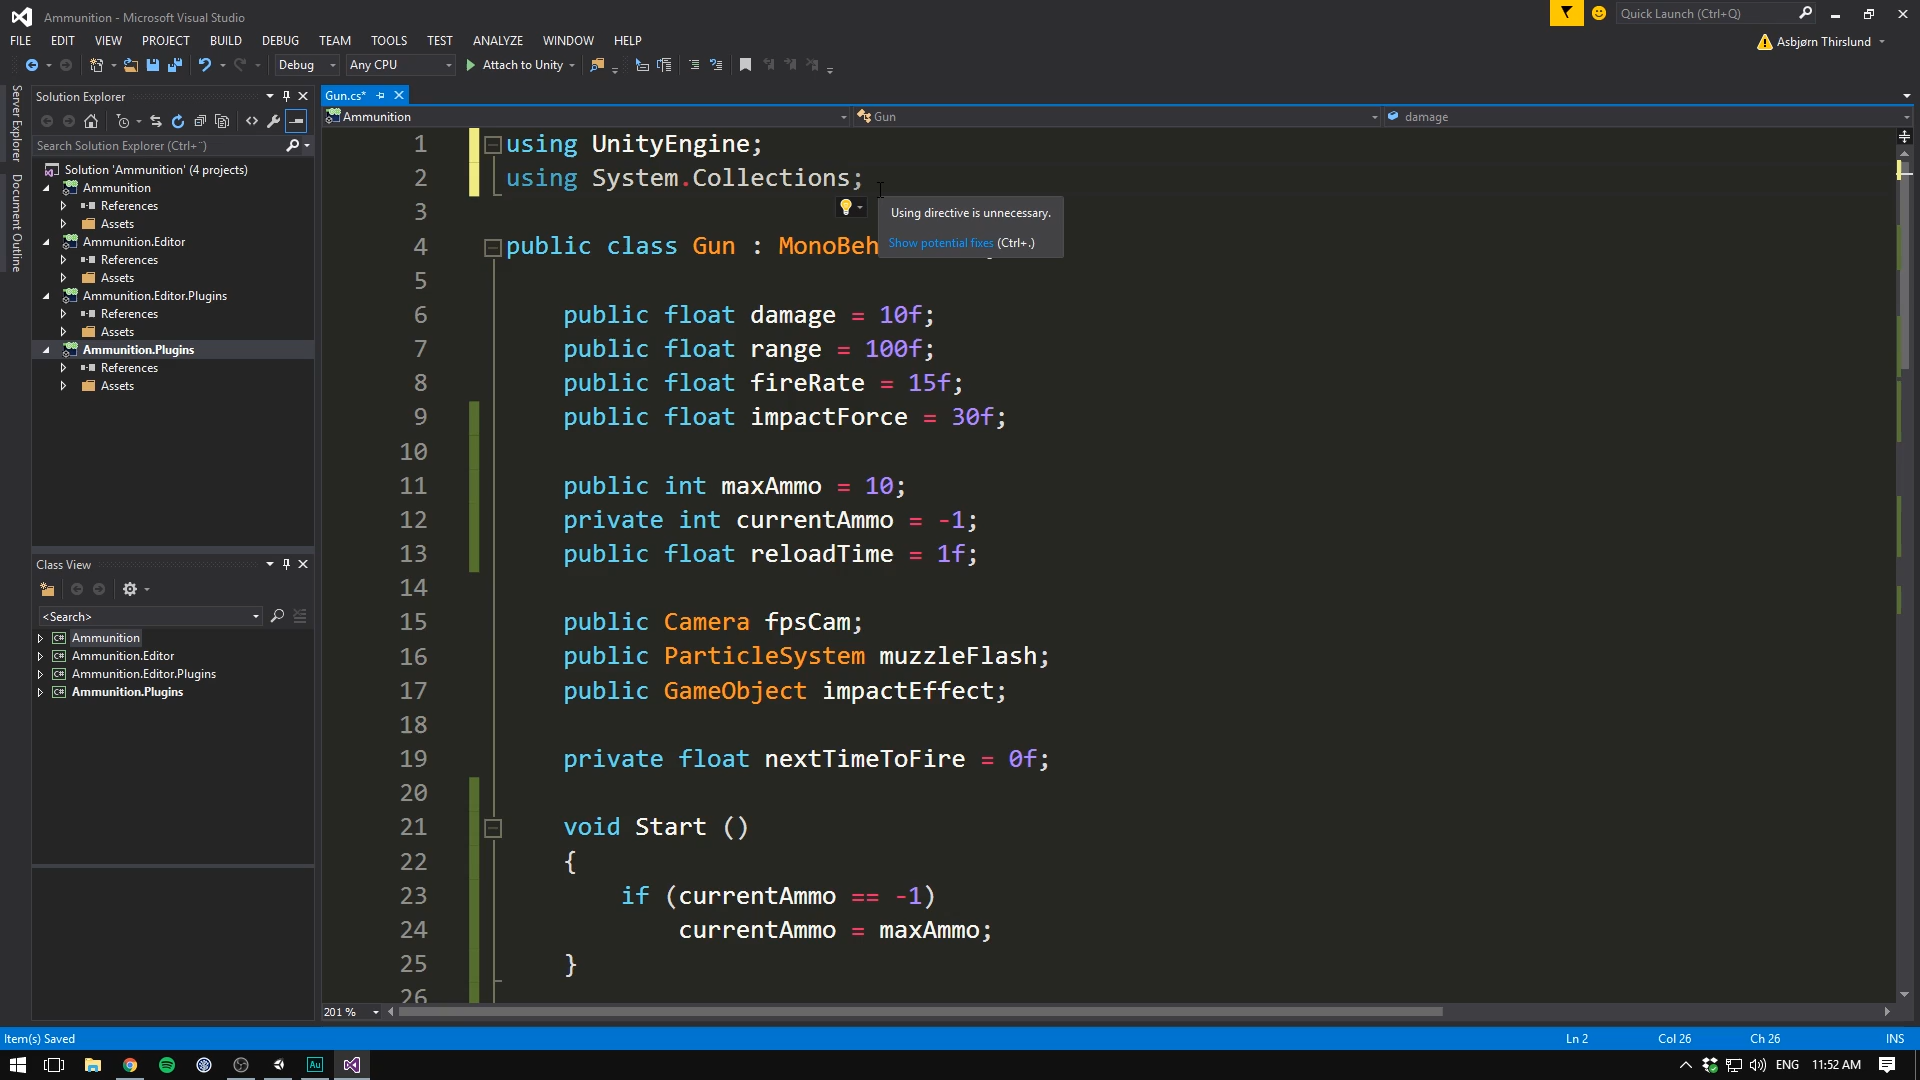 Ammunition - Microsoft Visual Studio
Quick Launch (Ctrl+Q)
FILE EDIT VIEW PROJECT BUILD DEBUG TEAM TOOLS TEST ANALYZE WINDOW HELP
Asbjørn Thirslund
Debug Any CPU Attach to Unity
Server Explorer
Document Outline
Solution Explorer
Search Solution Explorer (Ctrl+¨)
Solution 'Ammunition' (4 projects)
Ammunition
References
Assets
Ammunition.Editor
References
Assets
Ammunition.Editor.Plugins
References
Assets
Ammunition.Plugins
References
Assets
Class View
<Search>
Ammunition
Ammunition.Editor
Ammunition.Editor.Plugins
Ammunition.Plugins
Gun.cs*
Ammunition Gun damage
1 using UnityEngine;
2 using System.Collections;
Using directive is unnecessary.
Show potential fixes (Ctrl+.)
3
4 public class Gun : MonoBeh
5
6 public float damage = 10f;
7 public float range = 100f;
8 public float fireRate = 15f;
9 public float impactForce = 30f;
10
11 public int maxAmmo = 10;
12 private int currentAmmo = -1;
13 public float reloadTime = 1f;
14
15 public Camera fpsCam;
16 public ParticleSystem muzzleFlash;
17 public GameObject impactEffect;
18
19 private float nextTimeToFire = 0f;
20
21 void Start ()
22 {
23 if (currentAmmo == -1)
24 currentAmmo = maxAmmo;
25 }
26
201 %
Item(s) Saved Ln 2 Col 26 Ch 26 INS
Au
ENG 11:52 AM